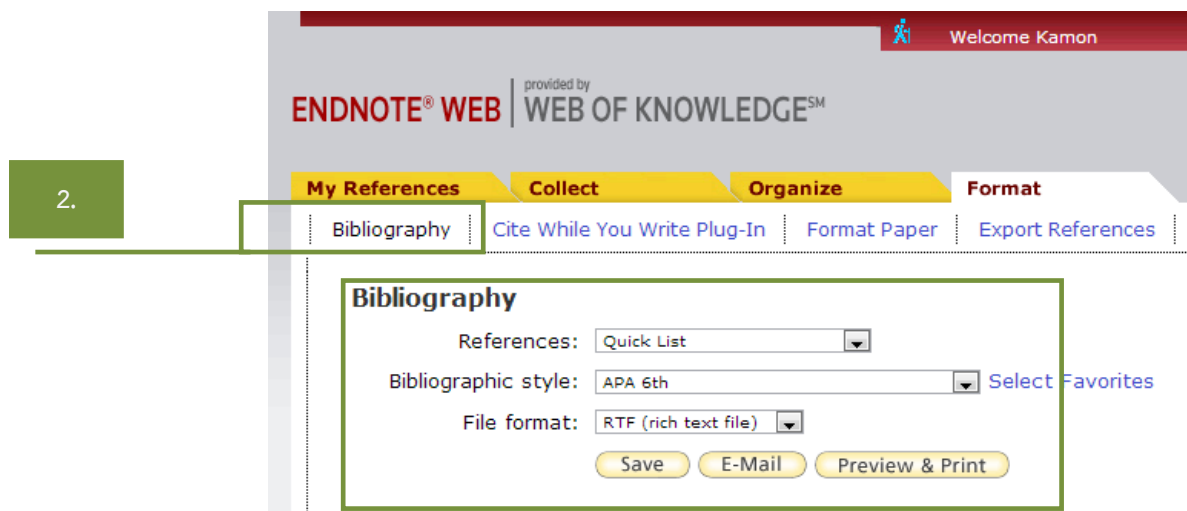 Welcome Kamon
provided by
ENDNOTE® WEB WEB OF KNOWLEDGE℠
2.
My References Collect Organize Format
Bibliography Cite While You Write Plug-In Format Paper Export References
Bibliography
References: Quick List
Bibliographic style: APA 6th Select Favorites
File format: RTF (rich text file)
Save E-Mail Preview & Print